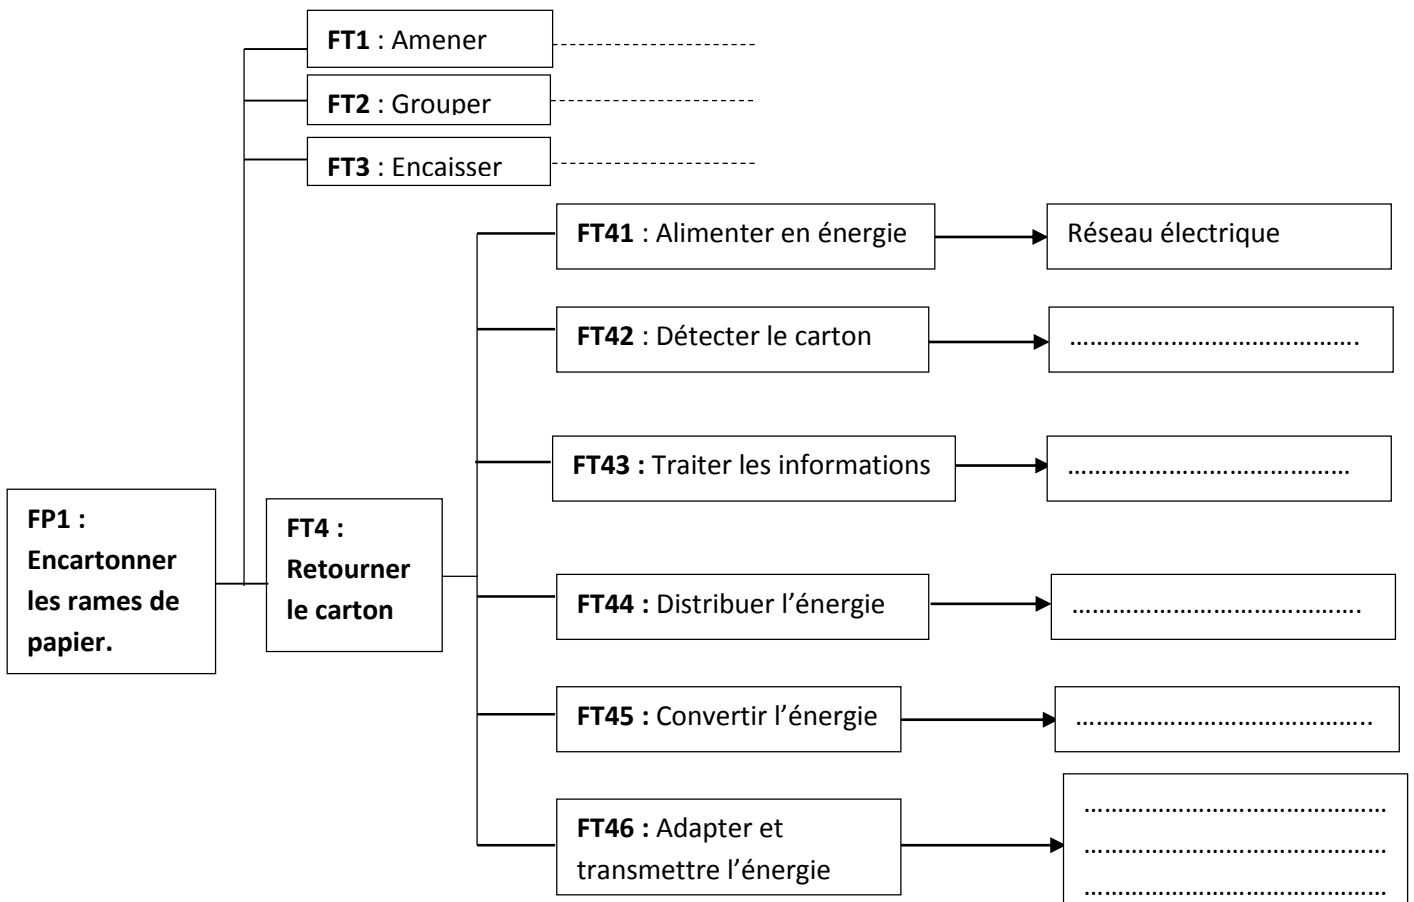 FT1 : Amener
FT2 : Grouper
FT3 : Encaisser
FT41 : Alimenter en énergie
Réseau électrique
FT42 : Détecter le carton
…………………………………….
FT43 : Traiter les informations
……………………………………
FP1 :
Encartonner
les rames de
papier.
FT4 :
Retourner
le carton
FT44 : Distribuer l’énergie
…………………………………….
FT45 : Convertir l’énergie
……………………………………..
FT46 : Adapter et
transmettre l’énergie
………………………………………
………………………………………
………………………………………